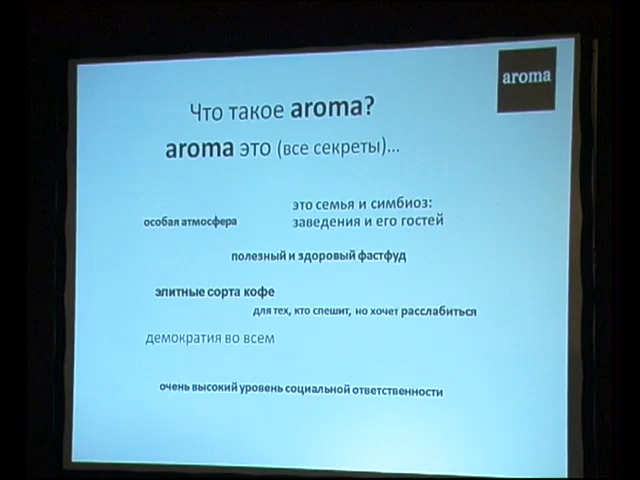 aroma
Что такое aroma?
aroma это (все секреты)...
это семья и симбиоз:
особая атмосфера
заведения и его гостей
полезный и здоровый фастфуд
элитные сорта кофе
для тех, кто спешит, но хочет расслабиться
демократия во всем
очень высокий уровень социальной ответственности